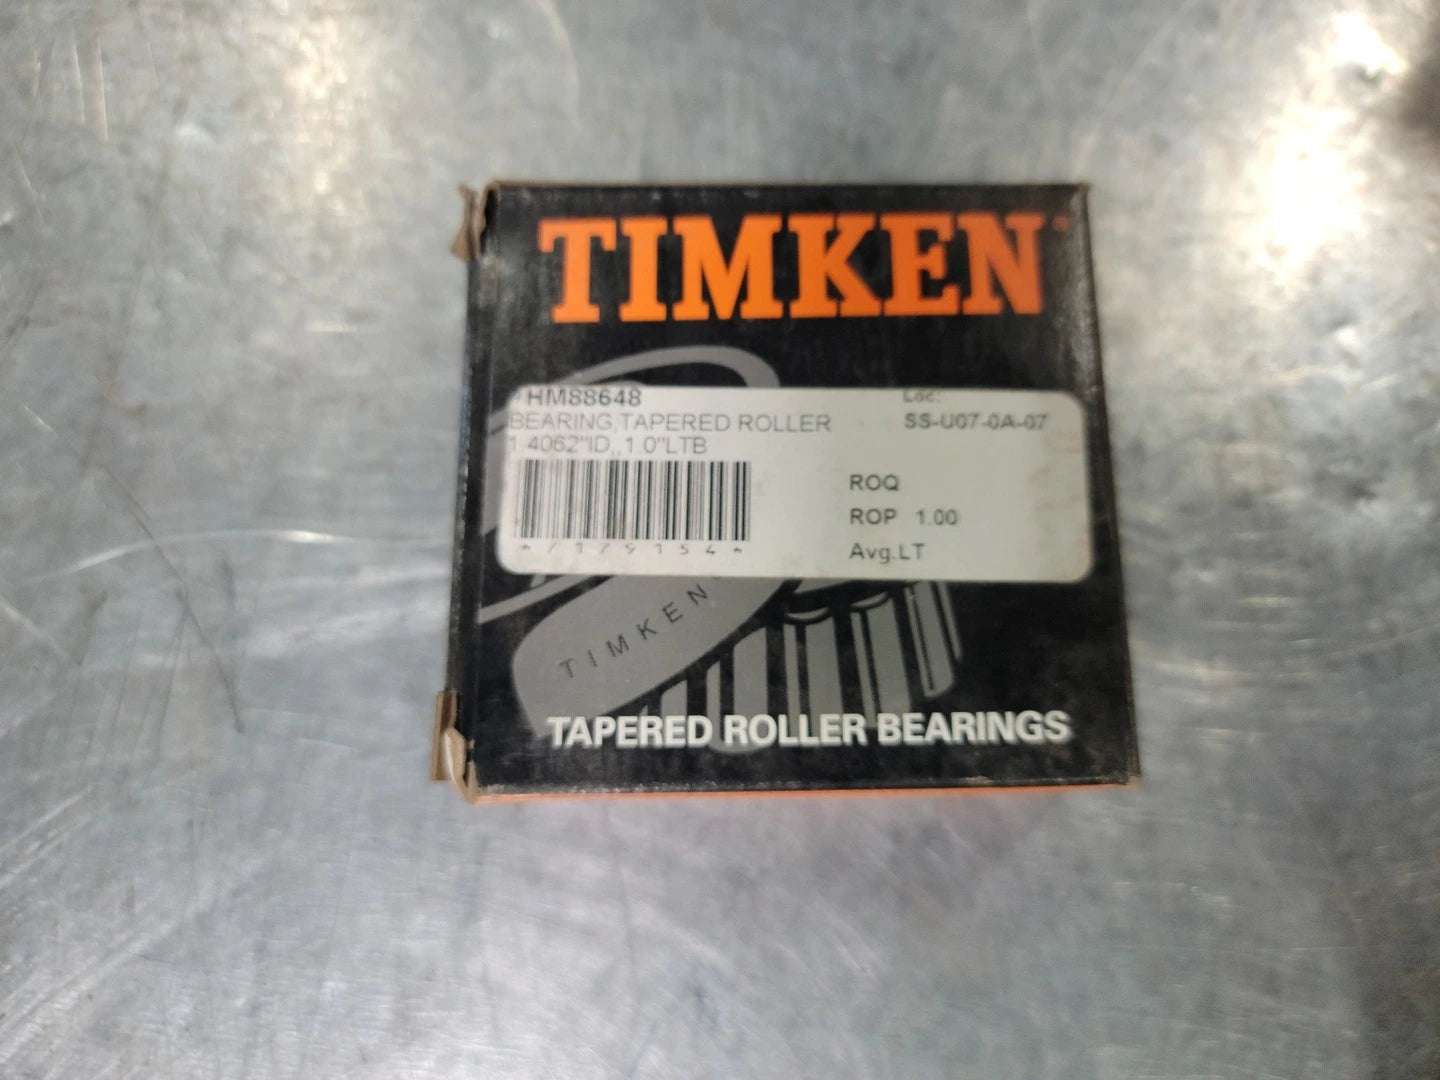 TIMKEN
HM88648
Loc:
BEARING,TAPERED ROLLER
SS-U07-0A-07
1.4062"ID,,1.0"LTB
ROQ
ROP 1.00
*7179154*
Avg.LT
TIMKEN
TAPERED ROLLER BEARINGS